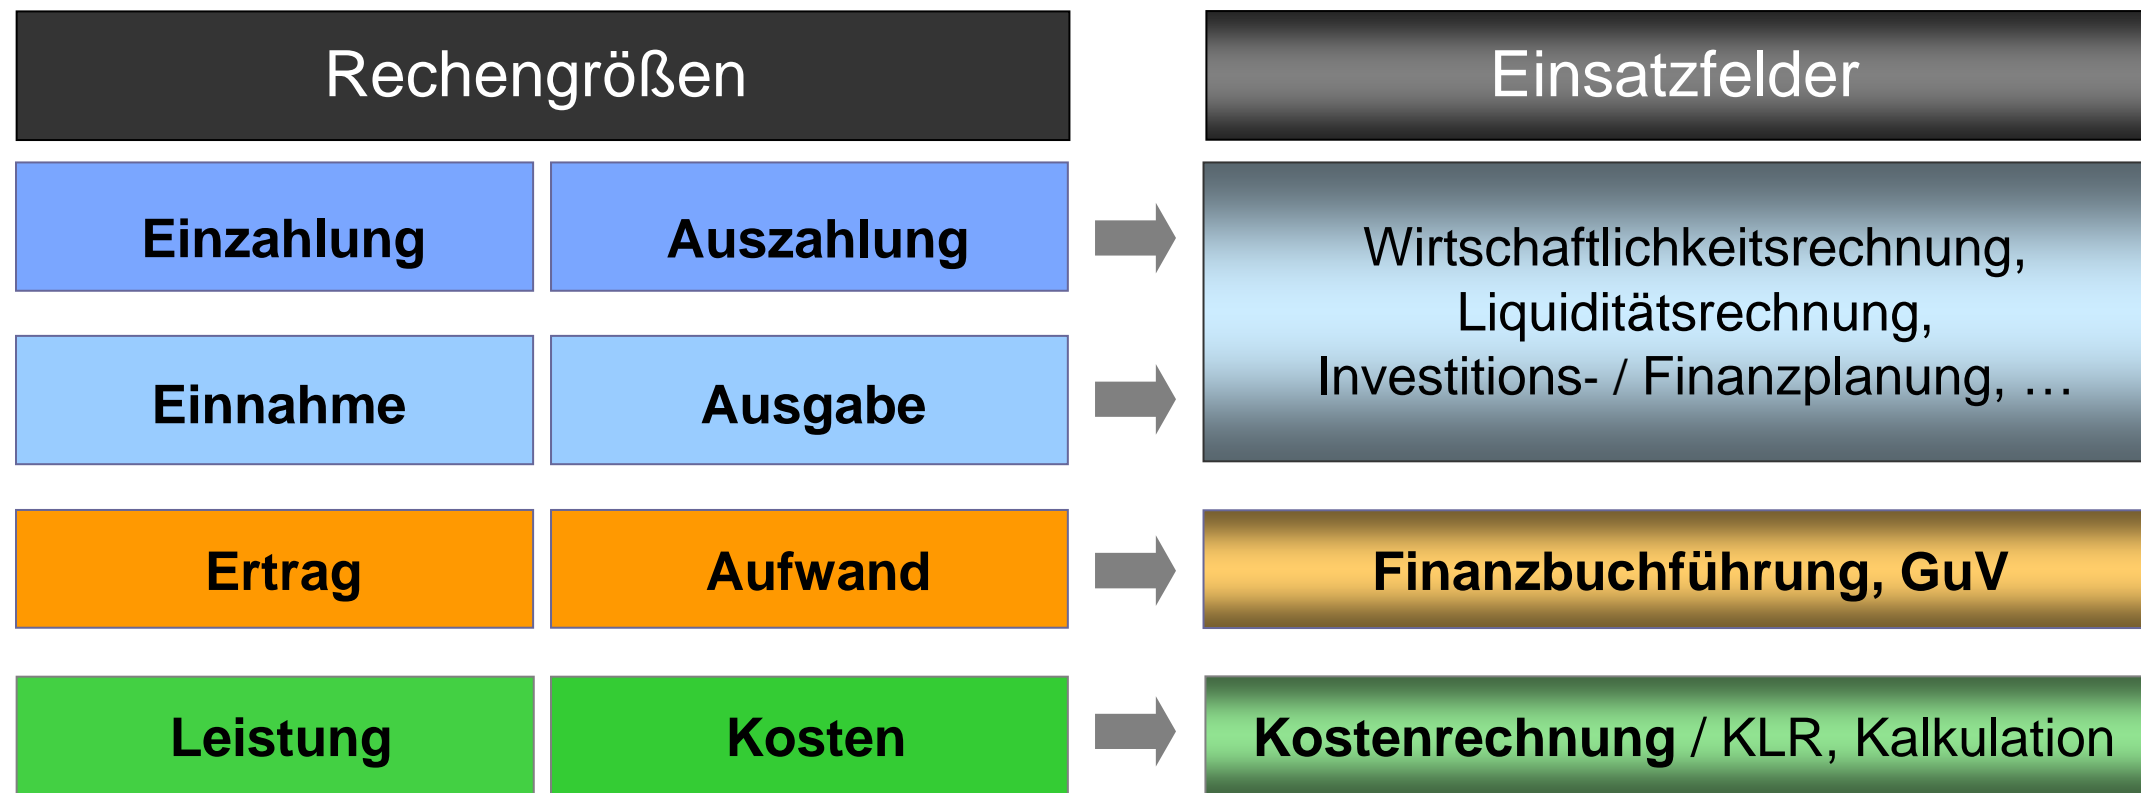 Rechengrößen
Einsatzfelder
Einzahlung
Auszahlung
Wirtschaftlichkeitsrechnung,
Liquiditätsrechnung,
Investitions- / Finanzplanung, …
Einnahme
Ausgabe
Ertrag
Aufwand
Finanzbuchführung, GuV
Leistung
Kosten
Kostenrechnung / KLR, Kalkulation